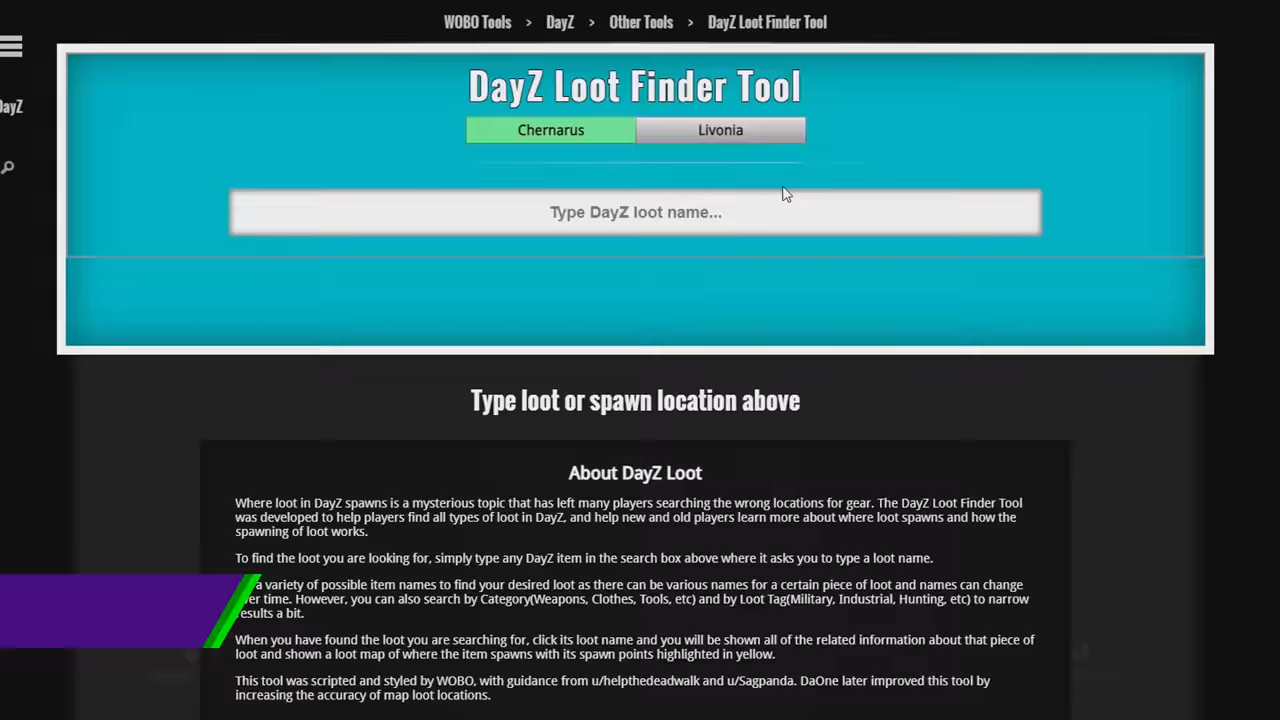 WOBO Tools > DayZ > Other Tools > DayZ Loot Finder Tool
DayZ Loot Finder Tool
DayZ
Chernarus
Livonia
Type DayZ loot name...
Type loot or spawn location above
About DayZ Loot
Where loot in DayZ spawns is a mysterious topic that has left many players searching the wrong locations for gear. The DayZ Loot Finder Tool
was developed to help players find all types of loot in DayZ, and help new and old players learn more about where loot spawns and how the
spawning of loot works.
To find the loot you are looking for, simply type any DayZ item in the search box above where it asks you to type a loot name.
a variety of possible item names to find your desired loot as there can be various names for a certain piece of loot and names can change
time. However, you can also search by Category(Weapons, Clothes, Tools, etc) and by Loot Tag(Military, Industrial, Hunting, etc) to narrow
results a bit.
When you have found the loot you are searching for, click its loot name and you will be shown all of the related information about that piece of
loot and shown a loot map of where the item spawns with its spawn points highlighted in yellow.
This tool was scripted and styled by WOBO, with guidance from u/helpthedeadwalk and u/Sagpanda. DaOne later improved this tool by
increasing the accuracy of map loot locations.